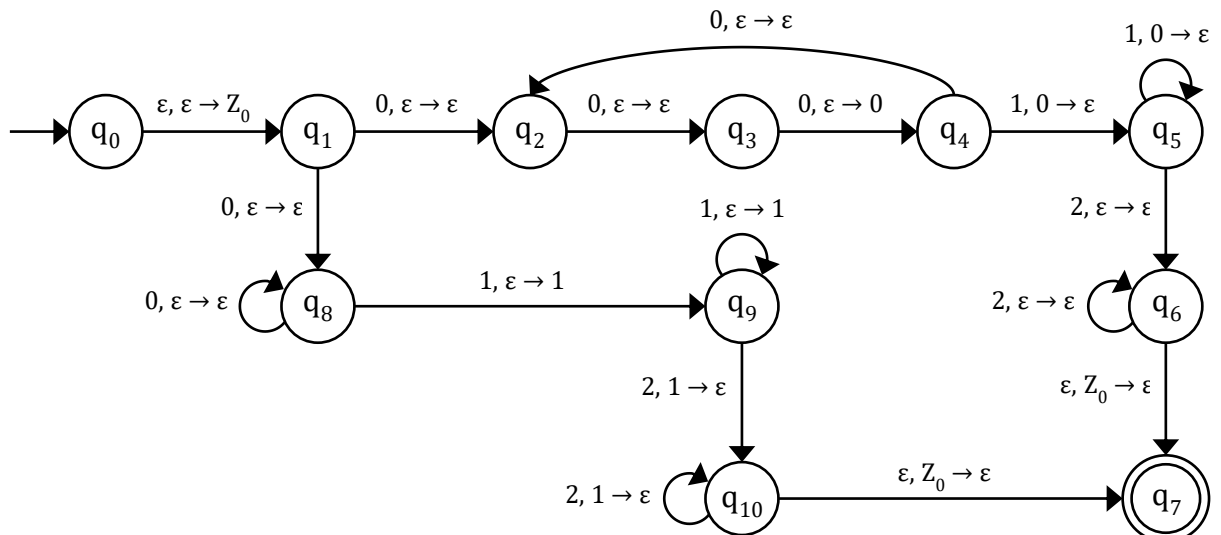 0, ε → ε
1, 0 → ε
ε, ε → Z₀
0, ε → ε
0, ε → ε
0, ε → 0
1, 0 → ε
q₀
q₁
q₂
q₃
q₄
q₅
0, ε → ε
1, ε → 1
2, ε → ε
0, ε → ε
q₈
1, ε → 1
q₉
2, ε → ε
q₆
2, 1 → ε
ε, Z₀ → ε
2, 1 → ε
q₁₀
ε, Z₀ → ε
q₇